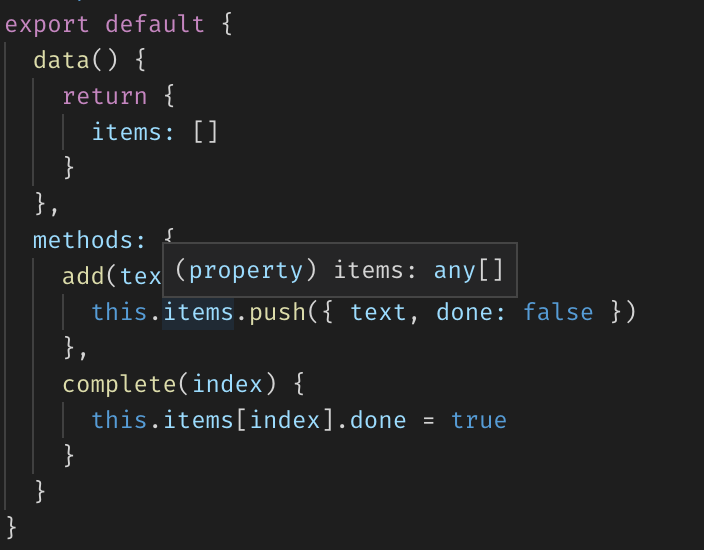 export default {
  data() {
    return {
      items: []
    }
  },
  methods: {
(property) items: any[]
    add(tex
      this.items.push({ text, done: false })
    },
    complete(index) {
      this.items[index].done = true
    }
  }
}